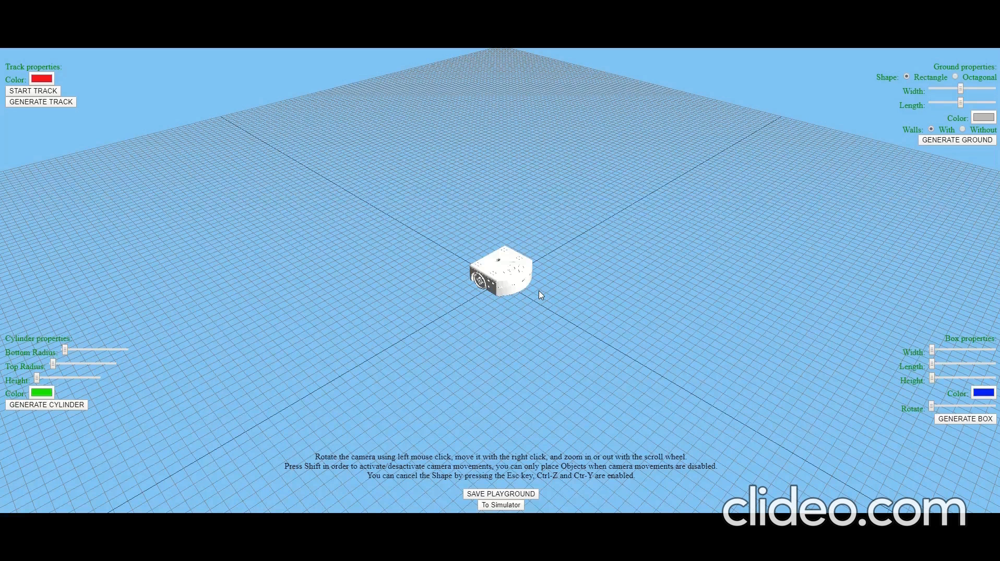 Track properties:
Color:
START TRACK
GENERATE TRACK
Ground properties:
Shape: Rectangle Octagonal
Width:
Length:
Color:
Walls: With Without
GENERATE GROUND
Cylinder properties:
Bottom Radius:
Top Radius:
Height:
Color:
GENERATE CYLINDER
Box properties:
Width:
Length:
Height:
Color:
Rotate:
GENERATE BOX
Rotate the camera using left mouse click, move it with the right click, and zoom in or out with the scroll wheel.
Press Shift in order to activate/desactivate camera movements, you can only place Objects when camera movements are disabled.
You can cancel the Shape by pressing the Esc key, Ctrl-Z and Ctr-Y are enabled.
SAVE PLAYGROUND
To Simulator
clideo.com